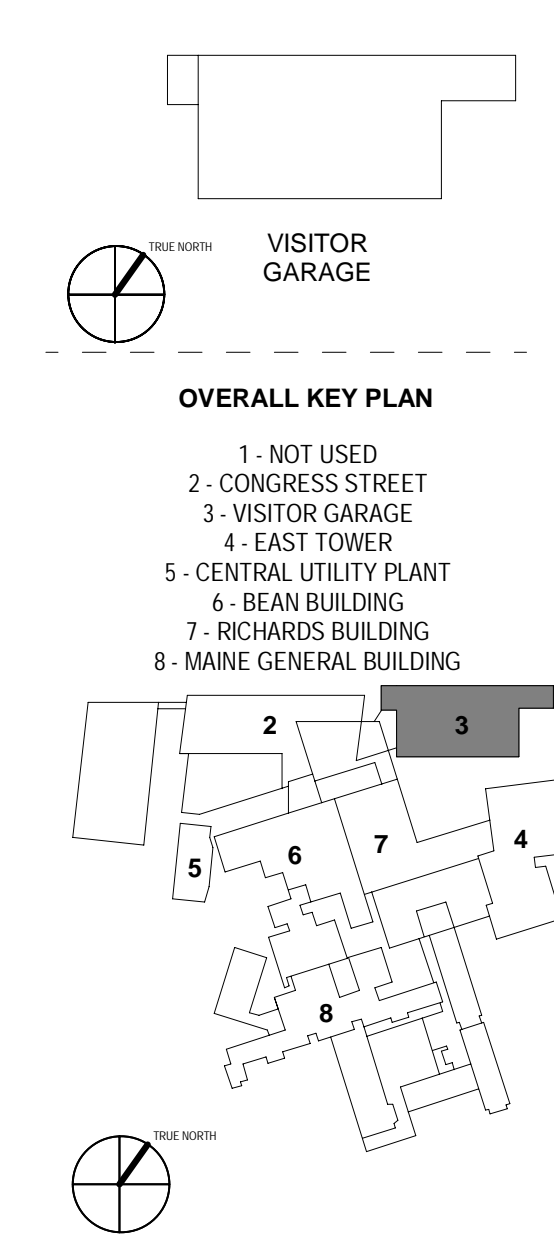 TRUE NORTH
VISITOR
GARAGE
OVERALL KEY PLAN
1 - NOT USED
2 - CONGRESS STREET
3 - VISITOR GARAGE
4 - EAST TOWER
5 - CENTRAL UTILITY PLANT
6 - BEAN BUILDING
7 - RICHARDS BUILDING
8 - MAINE GENERAL BUILDING
2
3
4
7
6
5
8
TRUE NORTH